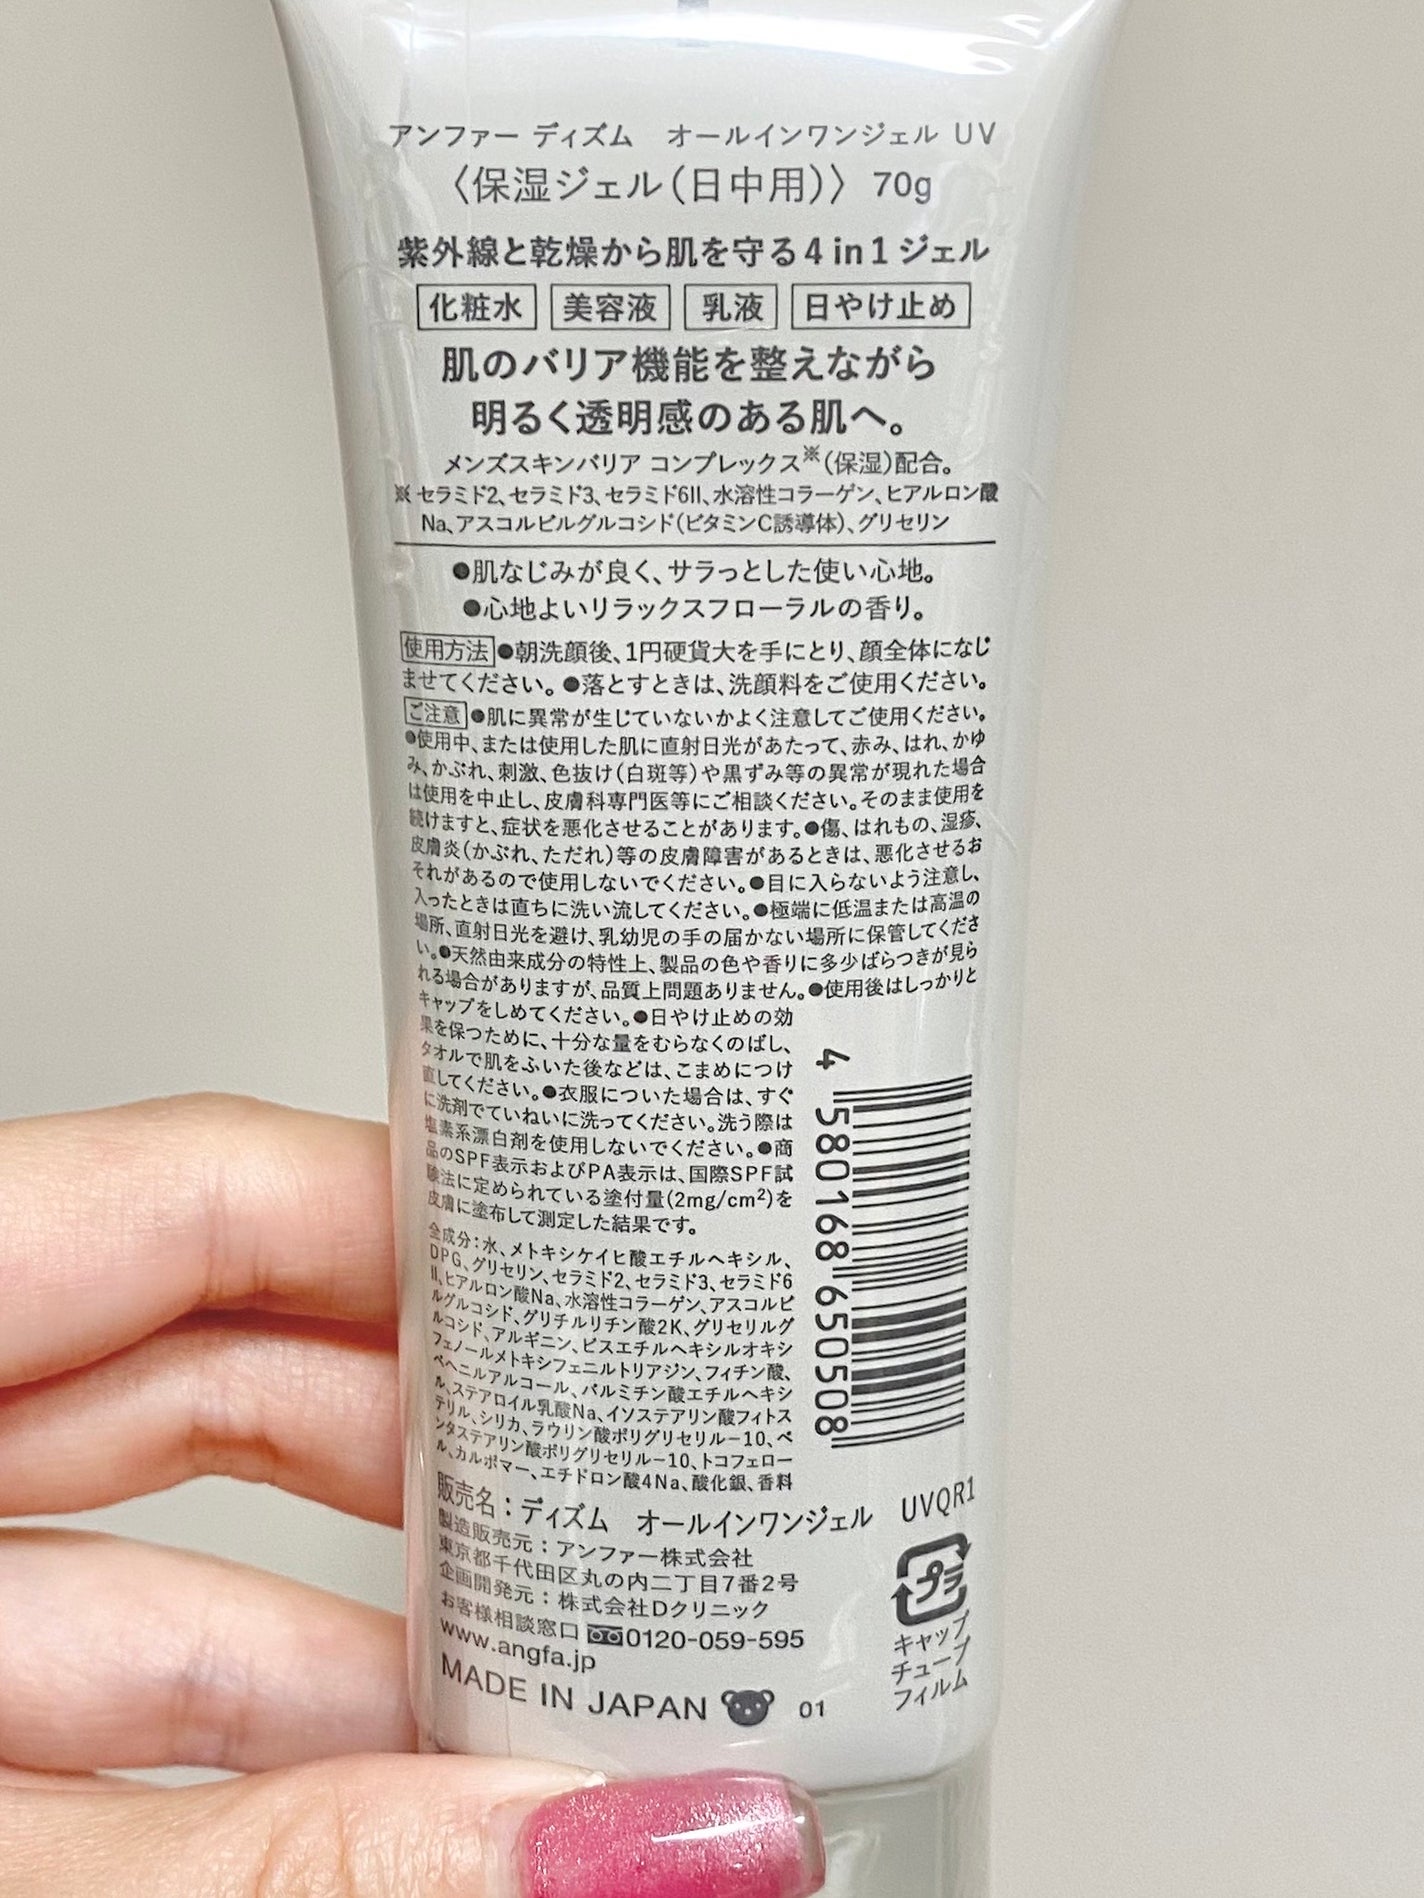 アンファー ディズム　オールインワンジェル UV
〈保湿ジェル（日中用）〉 70g
紫外線と乾燥から肌を守る4 in 1 ジェル
化粧水 美容液 乳液 日やけ止め
肌のバリア機能を整えながら
明るく透明感のある肌へ。
メンズスキンバリア コンプレックス※（保湿）配合。
※ セラミド2、セラミド3、セラミド6II、水溶性コラーゲン、ヒアルロン酸
Na、アスコルビルグルコシド（ビタミンC誘導体）、グリセリン
●肌なじみが良く、サラっとした使い心地。
●心地よいリラックスフローラルの香り。
使用方法 ●朝洗顔後、1円硬貨大を手にとり、顔全体になじ
ませてください。●落とすときは、洗顔料をご使用ください。
ご注意 ●肌に異常が生じていないかよく注意してご使用ください。
●使用中、または使用した肌に直射日光があたって、赤み、はれ、かゆ
み、かぶれ、刺激、色抜け（白斑等）や黒ずみ等の異常が現れた場合
は使用を中止し、皮膚科専門医等にご相談ください。そのまま使用を
続けますと、症状を悪化させることがあります。●傷、はれもの、湿疹、
皮膚炎（かぶれ、ただれ）等の皮膚障害があるときは、悪化させるお
それがあるので使用しないでください。●目に入らないよう注意し、
入ったときは直ちに洗い流してください。●極端に低温または高温の
場所、直射日光を避け、乳幼児の手の届かない場所に保管してくださ
い。●天然由来成分の特性上、製品の色や香りに多少ばらつきが見ら
れる場合がありますが、品質上問題ありません。●使用後はしっかりと
キャップをしめてください。●日やけ止めの効
果を保つために、十分な量をむらなくのばし、
タオルで肌をふいた後などは、こまめにつけ
直してください。●衣服についた場合は、すぐ
に洗剤でていねいに洗ってください。洗う際は
塩素系漂白剤を使用しないでください。●商
品のSPF表示およびPA表示は、国際SPF試
験法に定められている塗付量(2mg/cm²)を
皮膚に塗布して測定した結果です。
全成分：水、メトキシケイヒ酸エチルヘキシル、
DPG、グリセリン、セラミド2、セラミド3、セラミド6
II、ヒアルロン酸Na、水溶性コラーゲン、アスコルビ
ルグルコシド、グリチルリチン酸2K、グリセリルグ
ルコシド、アルギニン、ビスエチルヘキシルオキシ
フェノールメトキシフェニルトリアジン、フィチン酸、
ベヘニルアルコール、パルミチン酸エチルヘキシ
ル、ステアロイル乳酸Na、イソステアリン酸フィトス
テリル、シリカ、ラウリン酸ポリグリセリル－10、ペ
ンタステアリン酸ポリグリセリル－10、トコフェロー
ル、カルボマー、エチドロン酸4Na、酸化銀、香料
4 580168 650508
販売名：ディズム　オールインワンジェル　UVQR1
製造販売元：アンファー株式会社
東京都千代田区丸の内二丁目7番2号
企画開発元：株式会社Dクリニック
お客様相談窓口 0120-059-595
www.angfa.jp
MADE IN JAPAN 01
プラ
キャップ
チューブ
フィルム